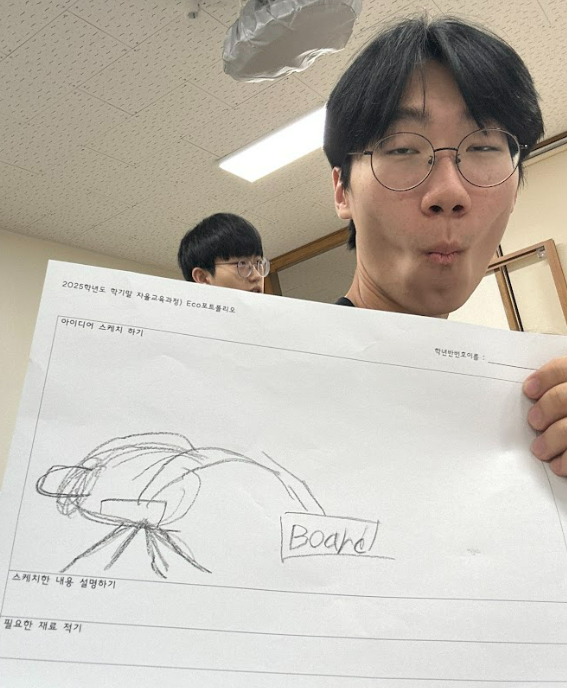 2025학년도 학기말 자율교육과정) Eco포트폴리오
학년반번호이름 :
아이디어 스케치 하기
Board
스케치한 내용 설명하기
필요한 재료 적기